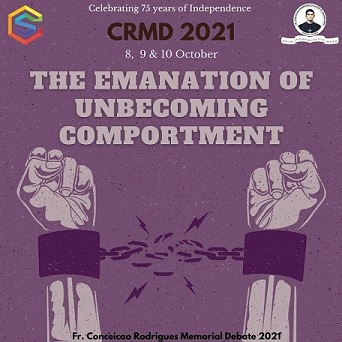 Celebrating 75 years of Independence
CRMD 2021
8, 9 & 10 October
THE EMANATION OF
UNBECOMING
COMPORTMENT
Fr. Conceicao Rodrigues Memorial Debate 2021